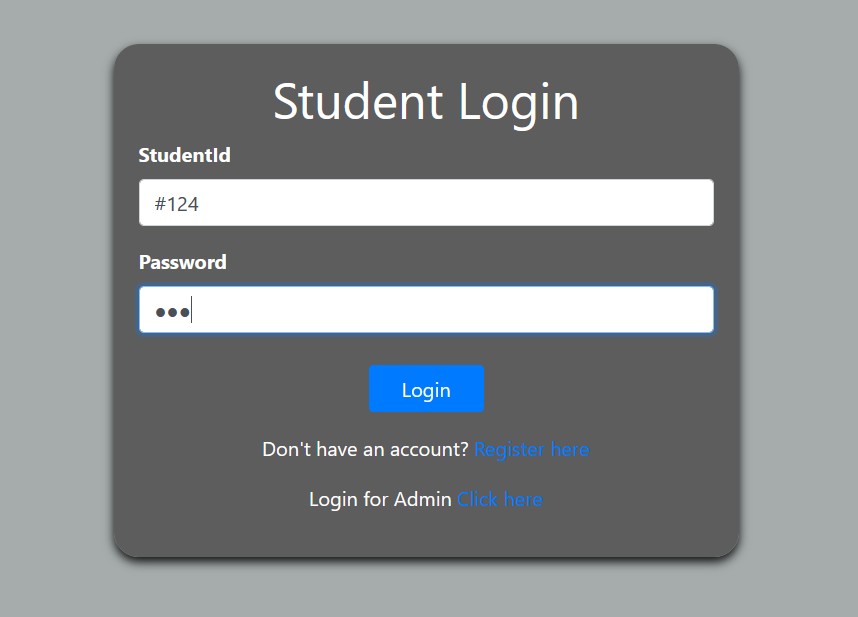 Student Login
StudentId
#124
Password
●●●
Login
Don't have an account? Register here
Login for Admin Click here